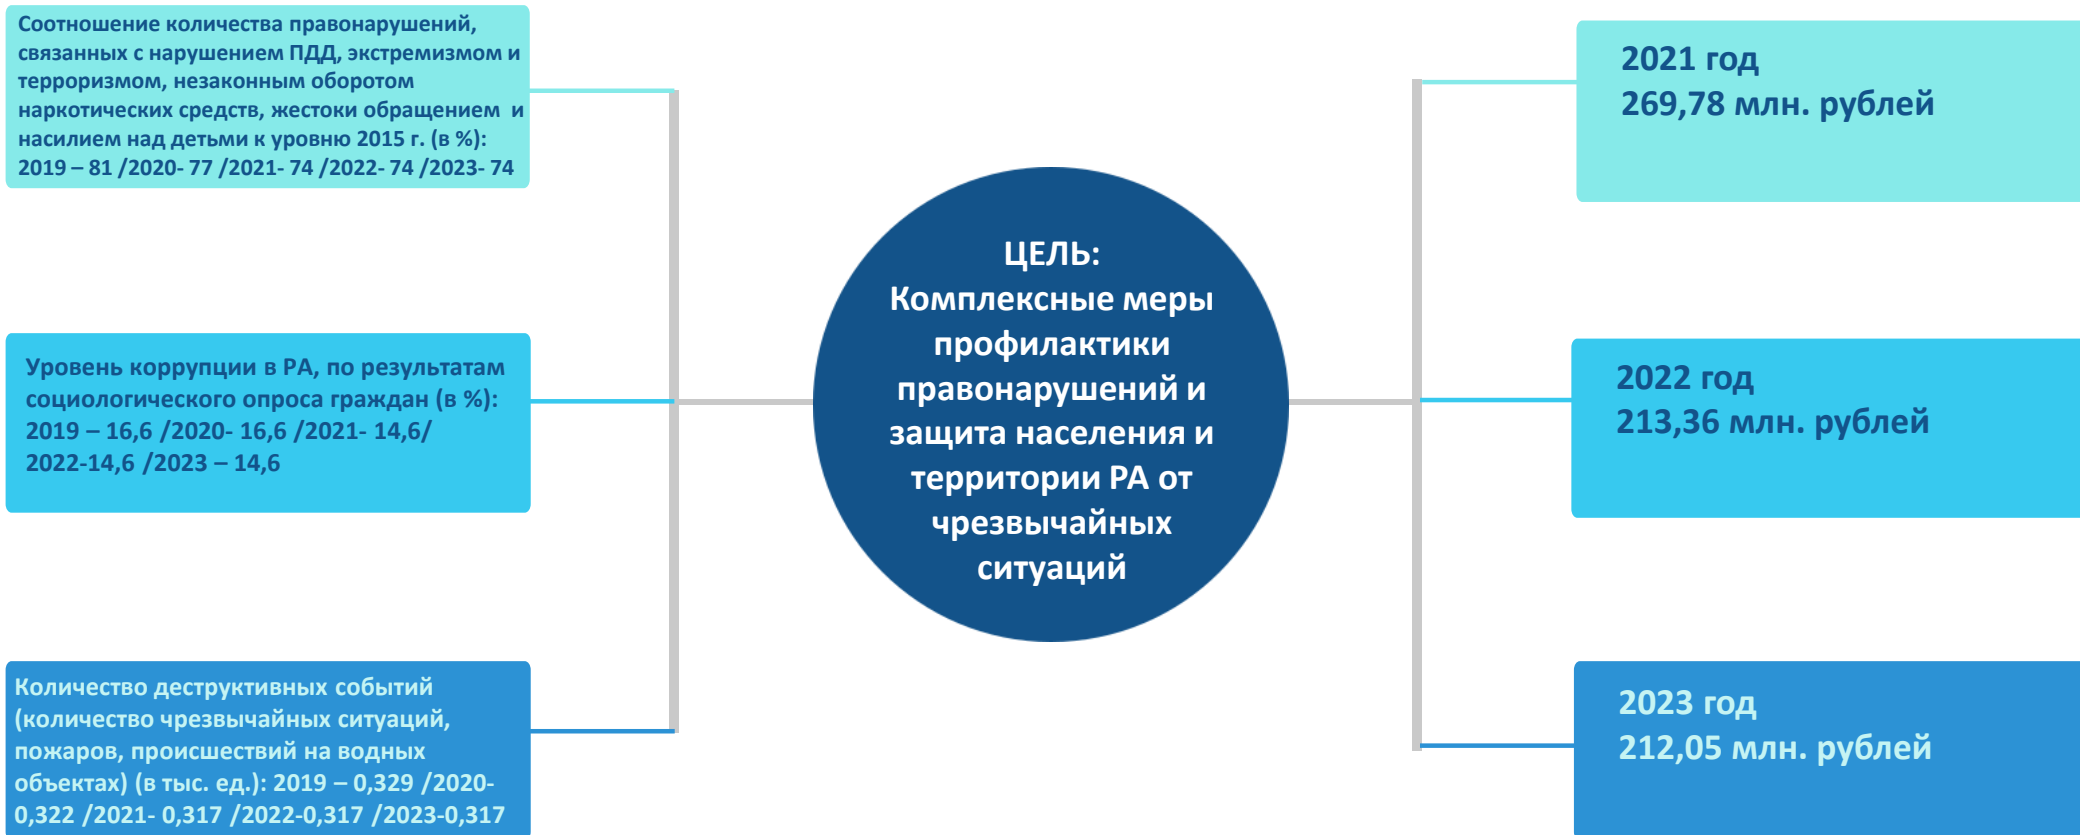 Соотношение количества правонарушений,
связанных с нарушением ПДД, экстремизмом и
терроризмом, незаконным оборотом
наркотических средств, жестоки обращением и
насилием над детьми к уровню 2015 г. (в %):
2019 – 81 /2020- 77 /2021- 74 /2022- 74 /2023- 74
Уровень коррупции в РА, по результатам
социологического опроса граждан (в %):
2019 – 16,6 /2020- 16,6 /2021- 14,6/
2022-14,6 /2023 – 14,6
Количество деструктивных событий
(количество чрезвычайных ситуаций,
пожаров, происшествий на водных
объектах) (в тыс. ед.): 2019 – 0,329 /2020-
0,322 /2021- 0,317 /2022-0,317 /2023-0,317
ЦЕЛЬ:
Комплексные меры
профилактики
правонарушений и
защита населения и
территории РА от
чрезвычайных
ситуаций
2021 год
269,78 млн. рублей
2022 год
213,36 млн. рублей
2023 год
212,05 млн. рублей